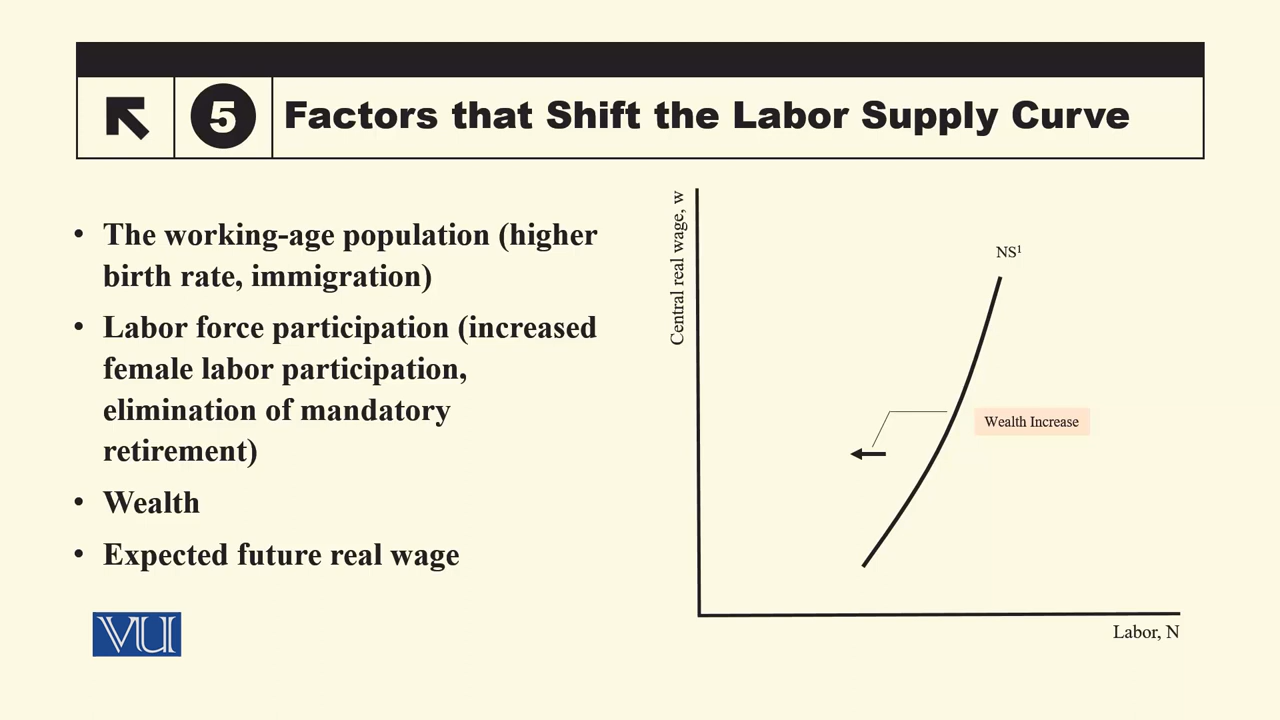 5 Factors that Shift the Labor Supply Curve
• The working-age population (higher
birth rate, immigration)
• Labor force participation (increased
female labor participation,
elimination of mandatory
retirement)
• Wealth
• Expected future real wage
VU
Central real wage, w
NS¹
Wealth Increase
Labor, N